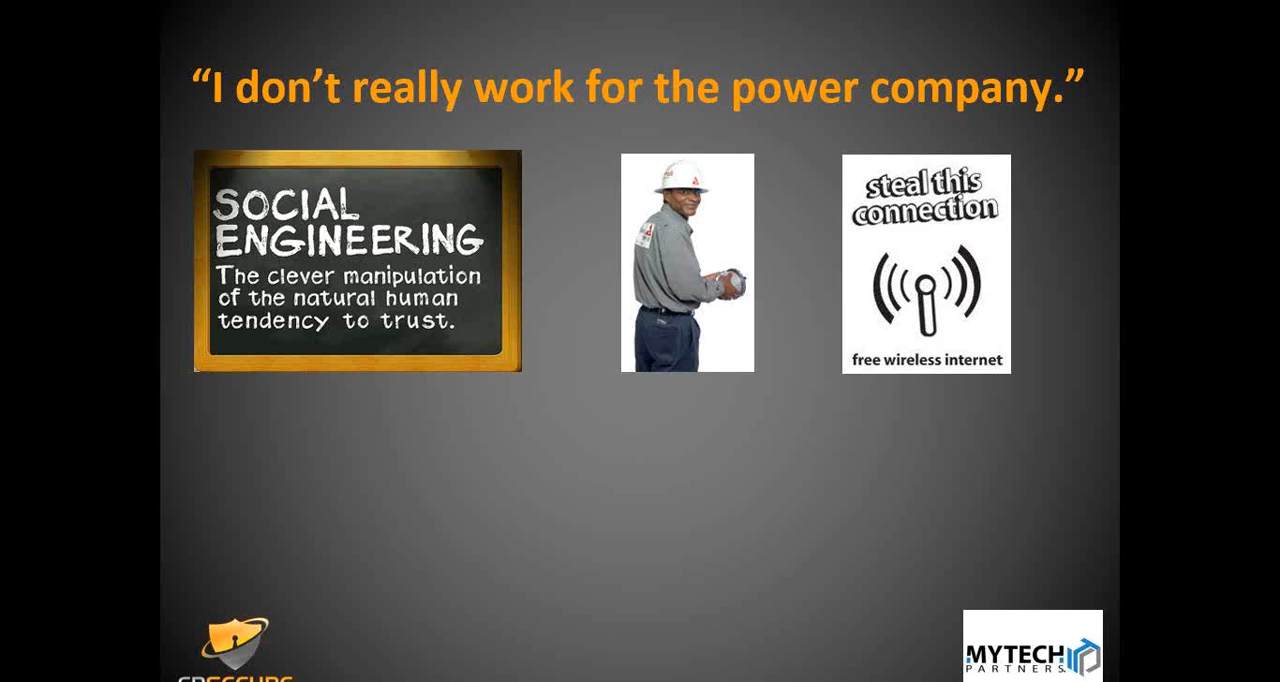 “I don’t really work for the power company.”
SOCIAL
ENGINEERING
The clever manipulation
of the natural human
tendency to trust.
steal this
connection
free wireless internet
MYTECH
PARTNERS